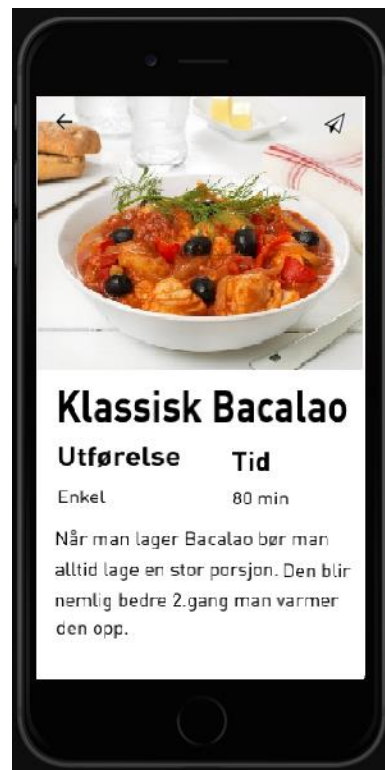 Klassisk Bacalao
Utførelse Tid
Enkel 80 min
Når man lager Bacalao bør man
alltid lage en stor porsjon. Den blir
nemlig bedre 2.gang man varmer
den opp.